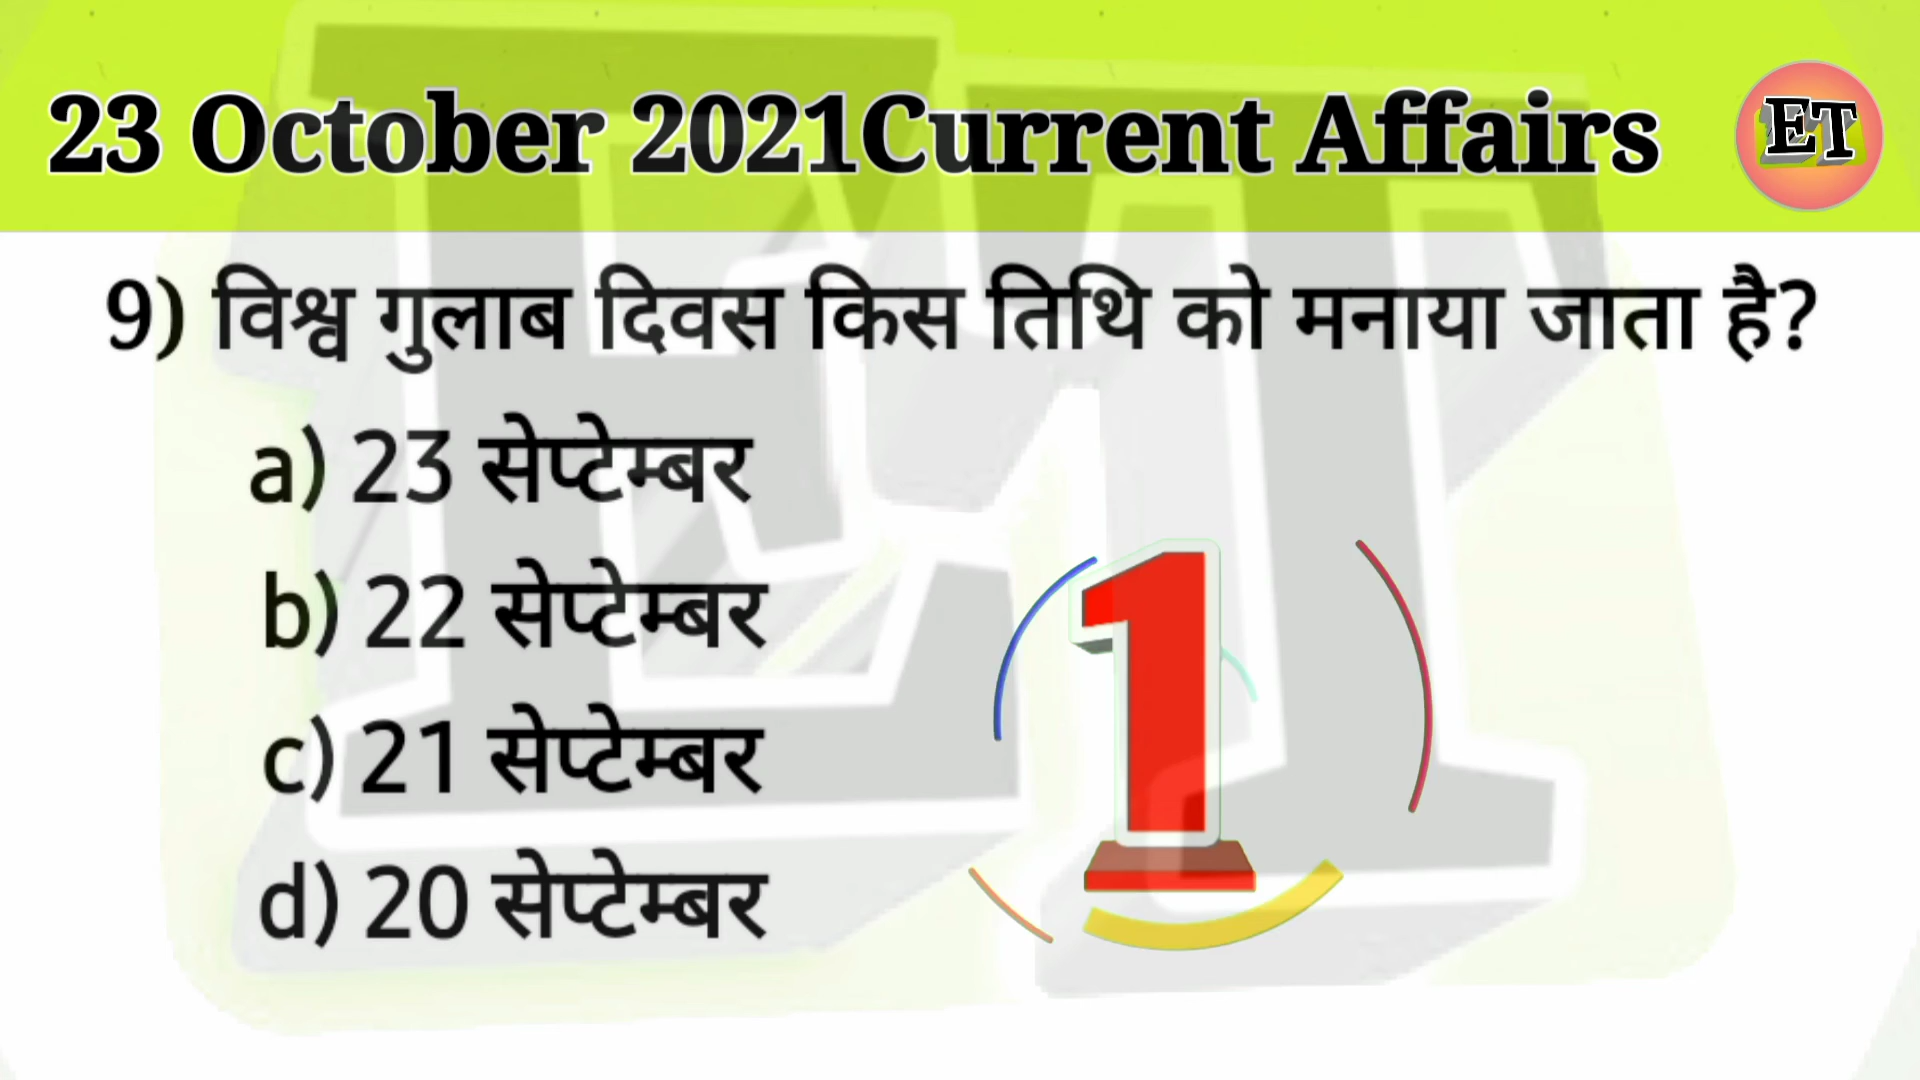 23 October 2021Current Affairs
ET
9) विश्व गुलाब दिवस किस तिथि को मनाया जाता है?
a) 23 सेप्टेम्बर
b) 22 सेप्टेम्बर
c) 21 सेप्टेम्बर
d) 20 सेप्टेम्बर
1